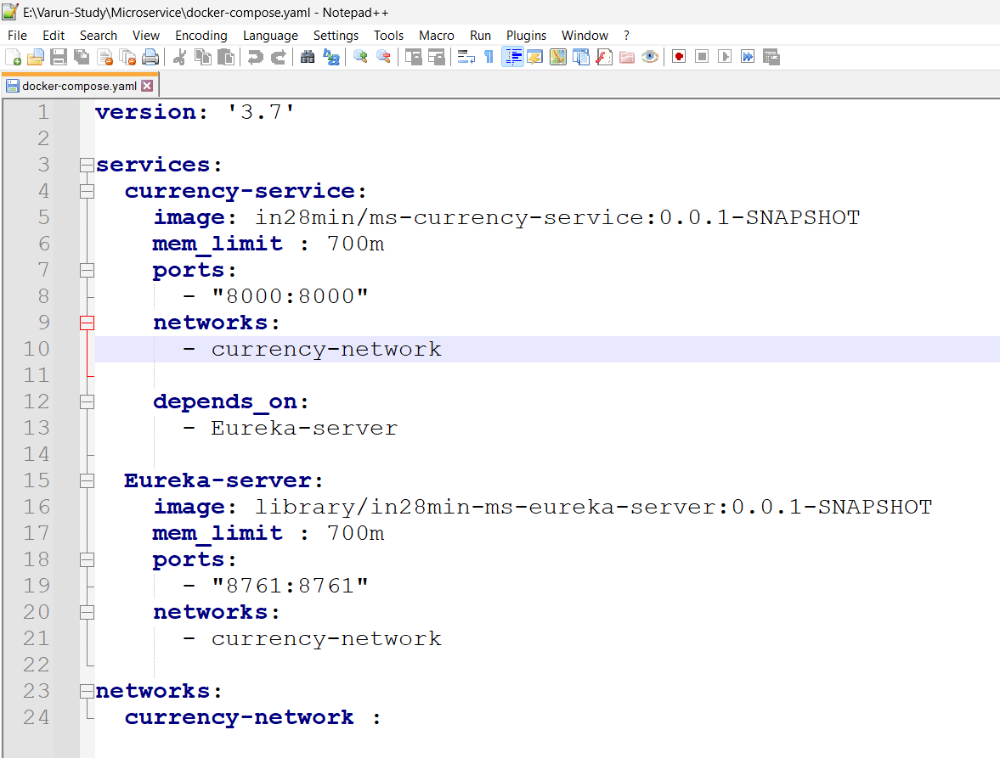 E:\Varun-Study\Microservice\docker-compose.yaml - Notepad++
File Edit Search View Encoding Language Settings Tools Macro Run Plugins Window ?
docker-compose.yaml
1 version: '3.7'
2
3 services:
4   currency-service:
5     image: in28min/ms-currency-service:0.0.1-SNAPSHOT
6     mem_limit : 700m
7     ports:
8       - "8000:8000"
9     networks:
10       - currency-network
11
12     depends_on:
13       - Eureka-server
14
15   Eureka-server:
16     image: library/in28min-ms-eureka-server:0.0.1-SNAPSHOT
17     mem_limit : 700m
18     ports:
19       - "8761:8761"
20     networks:
21       - currency-network
22
23 networks:
24   currency-network :